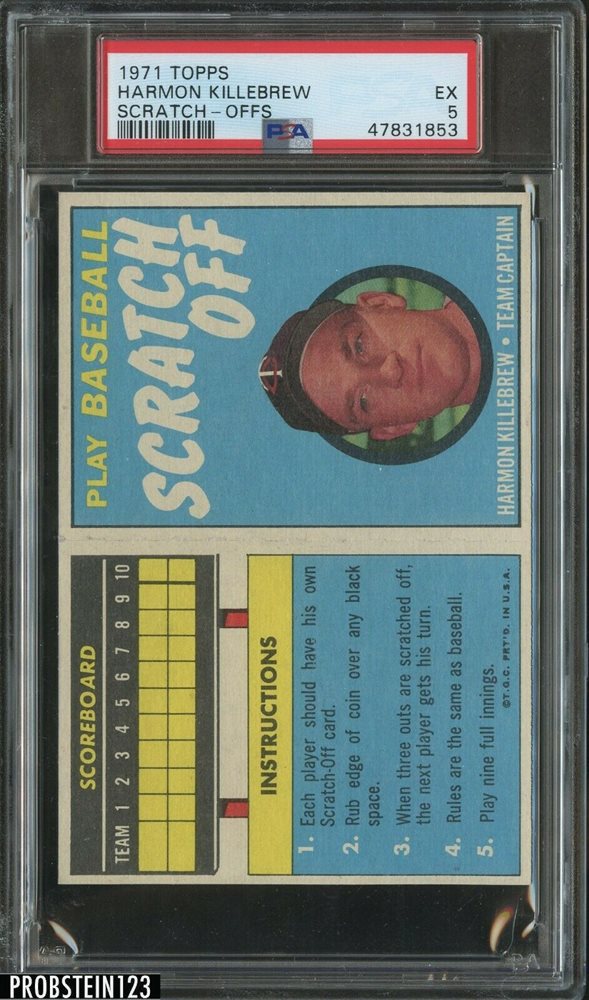 1971 TOPPS
HARMON KILLEBREW EX
SCRATCH-OFFS 5
PSA 47831853
PLAY BASEBALL
SCRATCH
OFF
HARMON KILLEBREW • TEAM CAPTAIN
SCOREBOARD
TEAM 1 2 3 4 5 6 7 8 9 10
INSTRUCTIONS
1. Each player should have his own
Scratch-Off card.
2. Rub edge of coin over any black
space.
3. When three outs are scratched off,
the next player gets his turn.
4. Rules are the same as baseball.
5. Play nine full innings.
©T.G.C. PRT'D. IN U.S.A.
PROBSTEIN123